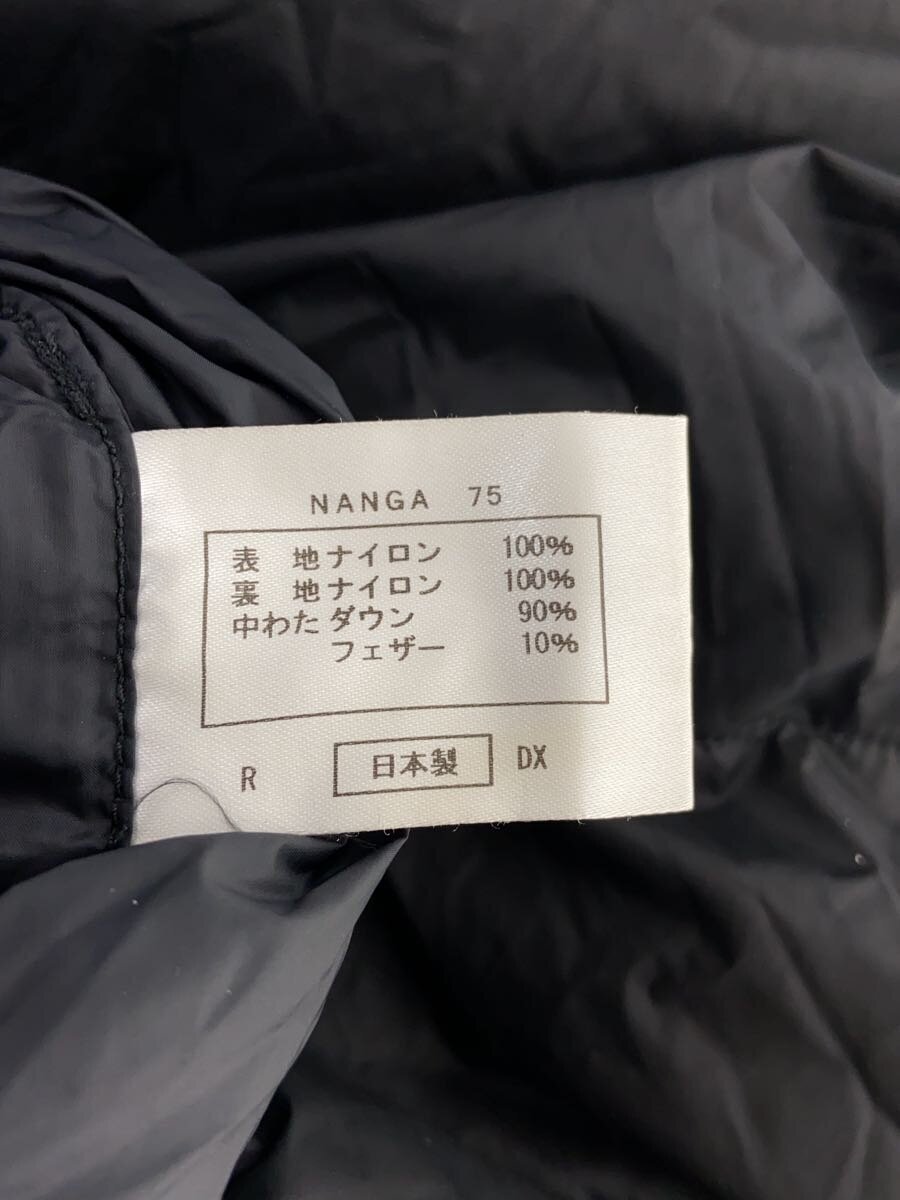 NANGA 75
表 地 ナイロン 100%
裏 地 ナイロン 100%
中わた ダウン 90%
フェザー 10%
R 日本製 DX